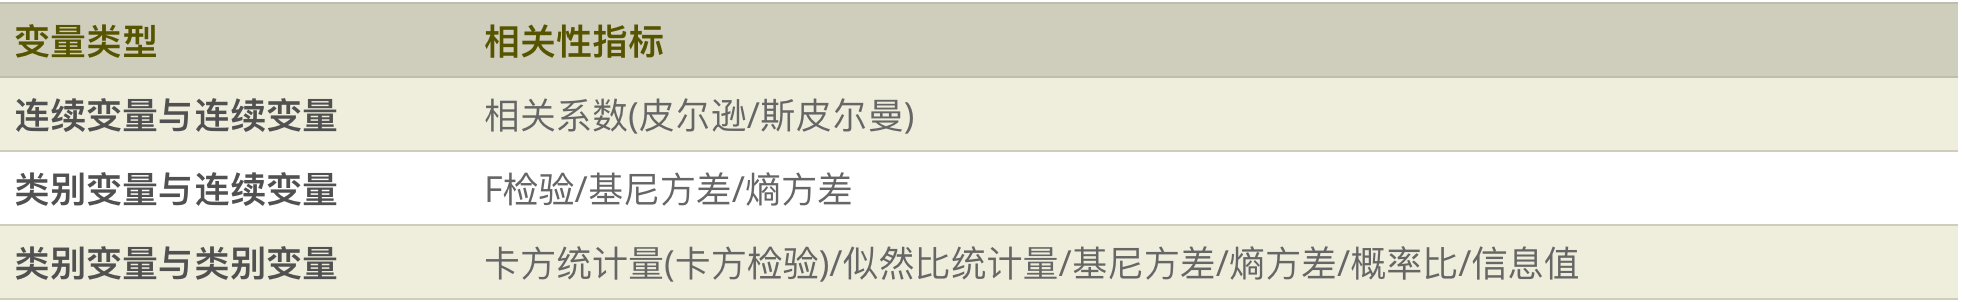 变量类型 相关性指标
连续变量与连续变量 相关系数(皮尔逊/斯皮尔曼)
类别变量与连续变量 F检验/基尼方差/熵方差
类别变量与类别变量 卡方统计量(卡方检验)/似然比统计量/基尼方差/熵方差/概率比/信息值